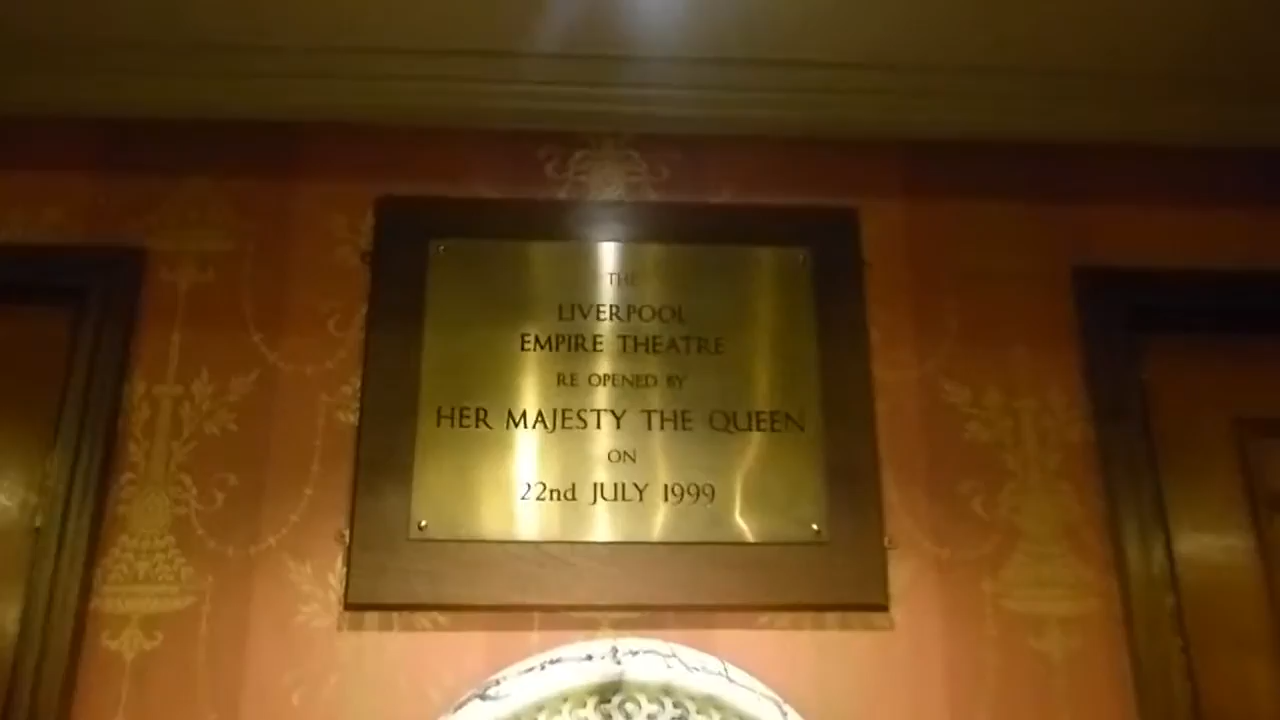 THE
LIVERPOOL
EMPIRE THEATRE
RE OPENED BY
HER MAJESTY THE QUEEN
ON
22nd JULY 1999